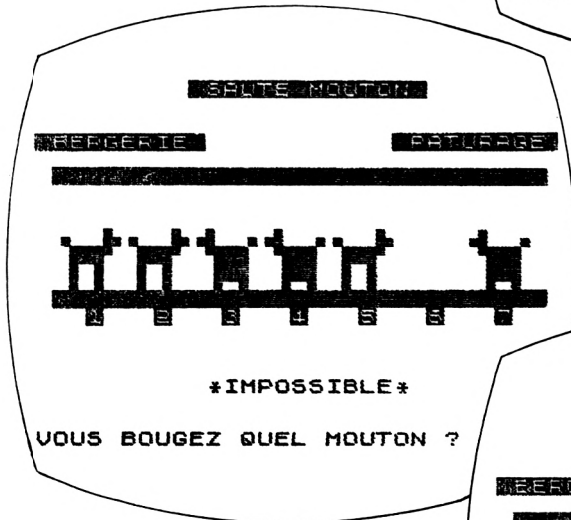 SAUTE MOUTON
BERGERIE PATURAGE
1 2 3 4 5 6 7
*IMPOSSIBLE*
VOUS BOUGEZ QUEL MOUTON ?